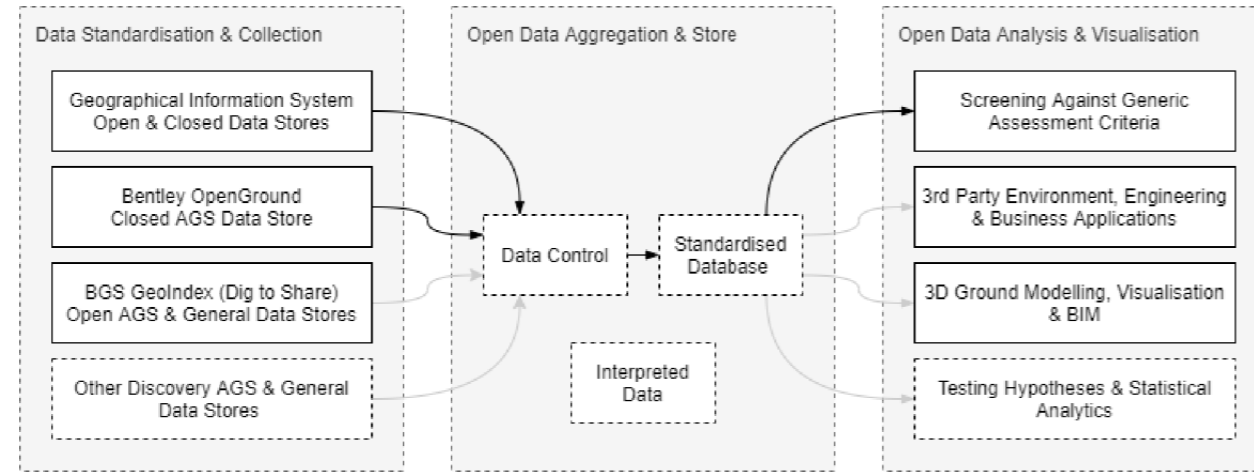 Data Standardisation & Collection
Geographical Information System
Open & Closed Data Stores
Bentley OpenGround
Closed AGS Data Store
BGS GeoIndex (Dig to Share)
Open AGS & General Data Stores
Other Discovery AGS & General
Data Stores
Open Data Aggregation & Store
Data Control
Standardised
Database
Interpreted
Data
Open Data Analysis & Visualisation
Screening Against Generic
Assessment Criteria
3rd Party Environment, Engineering
& Business Applications
3D Ground Modelling, Visualisation
& BIM
Testing Hypotheses & Statistical
Analytics